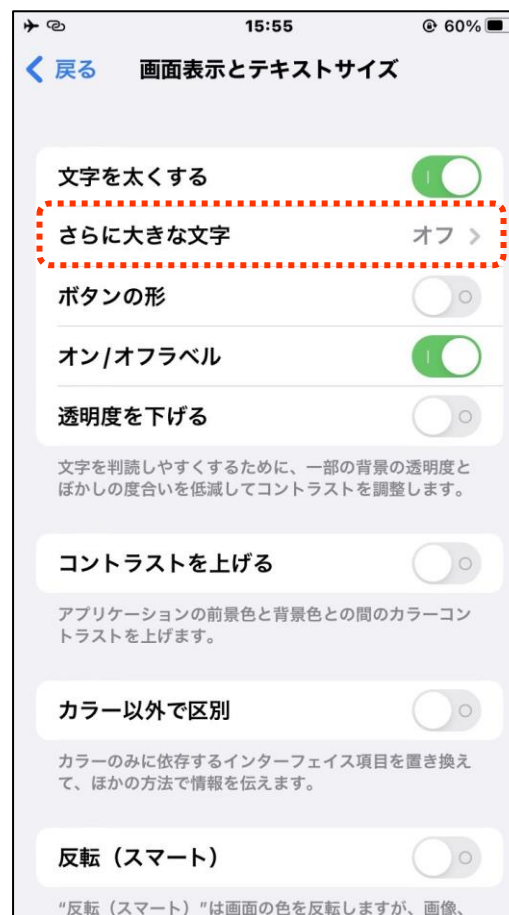 15:55
60%
戻る 画面表示とテキストサイズ
文字を太くする
さらに大きな文字 オフ
ボタンの形
オン/オフラベル
透明度を下げる
文字を判読しやすくするために、一部の背景の透明度と
ぼかしの度合いを低減してコントラストを調整します。
コントラストを上げる
アプリケーションの前景色と背景色との間のカラーコン
トラストを上げます。
カラー以外で区別
カラーのみに依存するインターフェイス項目を置き換え
て、ほかの方法で情報を伝えます。
反転（スマート）
“反転（スマート）”は画面の色を反転しますが、画像、